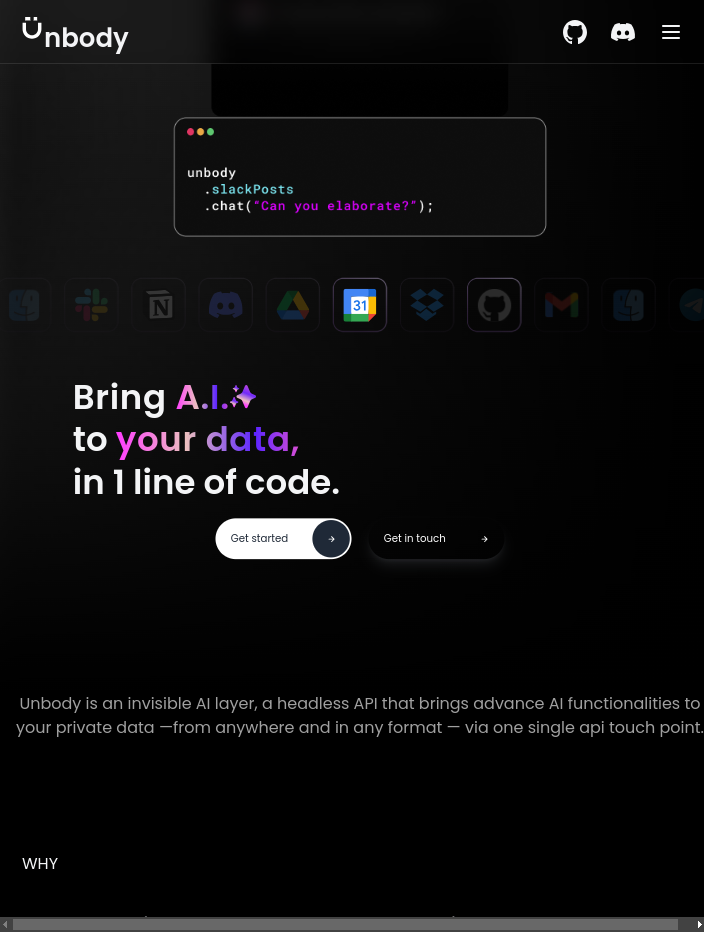 Ünbody
unbody
.slackPosts
.chat("Can you elaborate?");
31
Bring A.I.
to your data,
in 1 line of code.
Get started
Get in touch
Unbody is an invisible AI layer, a headless API that brings advance AI functionalities to
your private data —from anywhere and in any format — via one single api touch point.
WHY